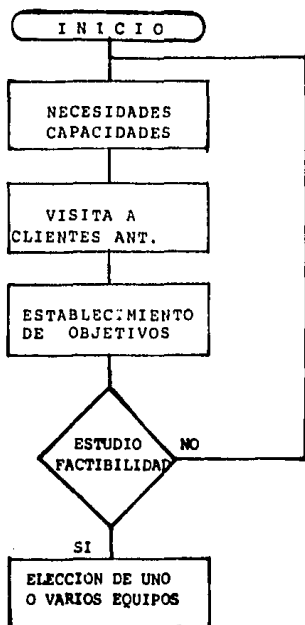 INICIO
NECESIDADES
CAPACIDADES
VISITA A
CLIENTES ANT.
ESTABLECIMIENTO
DE OBJETIVOS
ESTUDIO
FACTIBILIDAD
NO
SI
ELECCION DE UNO
O VARIOS EQUIPOS